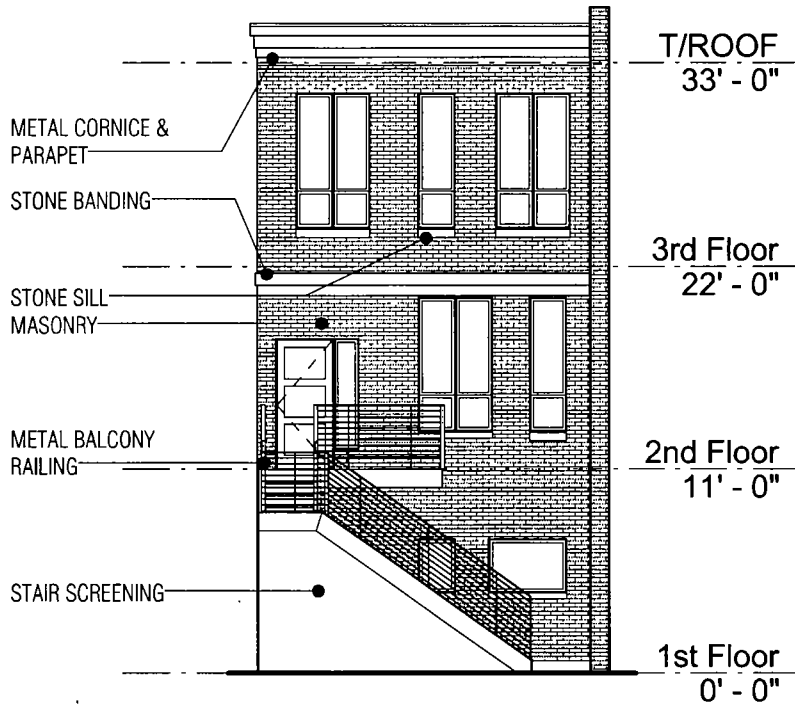 T/ROOF
33' - 0"
METAL CORNICE &
PARAPET
STONE BANDING
3rd Floor
22' - 0"
STONE SILL
MASONRY
METAL BALCONY
RAILING
2nd Floor
11' - 0"
STAIR SCREENING
1st Floor
0' - 0"